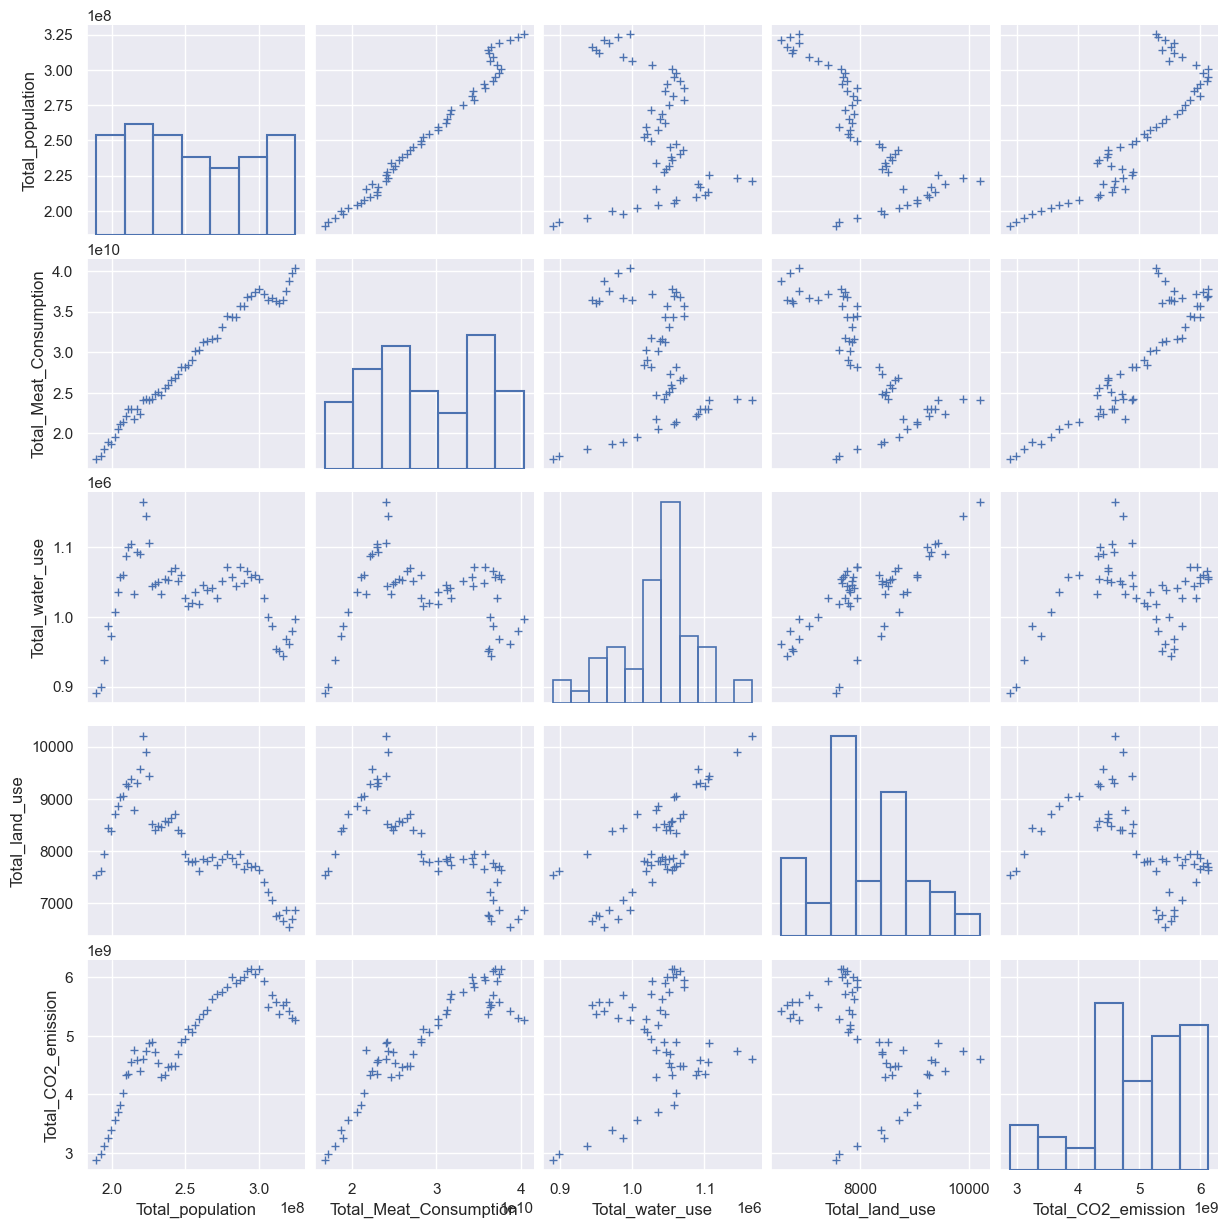 1e8
3.25
3.00
2.75
2.50
2.25
2.00
Total_population
1e10
4.0
3.5
3.0
2.5
2.0
Total_Meat_Consumption
1e6
1.1
1.0
0.9
Total_water_use
10000
9000
8000
7000
Total_land_use
1e9
6
5
4
3
Total_CO2_emission
2.0 2.5 3.0 2 3 4 0.9 1.0 1.1 8000 10000 3 4 5 6
Total_population 1e8 Total_Meat_Consumption 1e10 Total_water_use 1e6 Total_land_use Total_CO2_emission 1e9